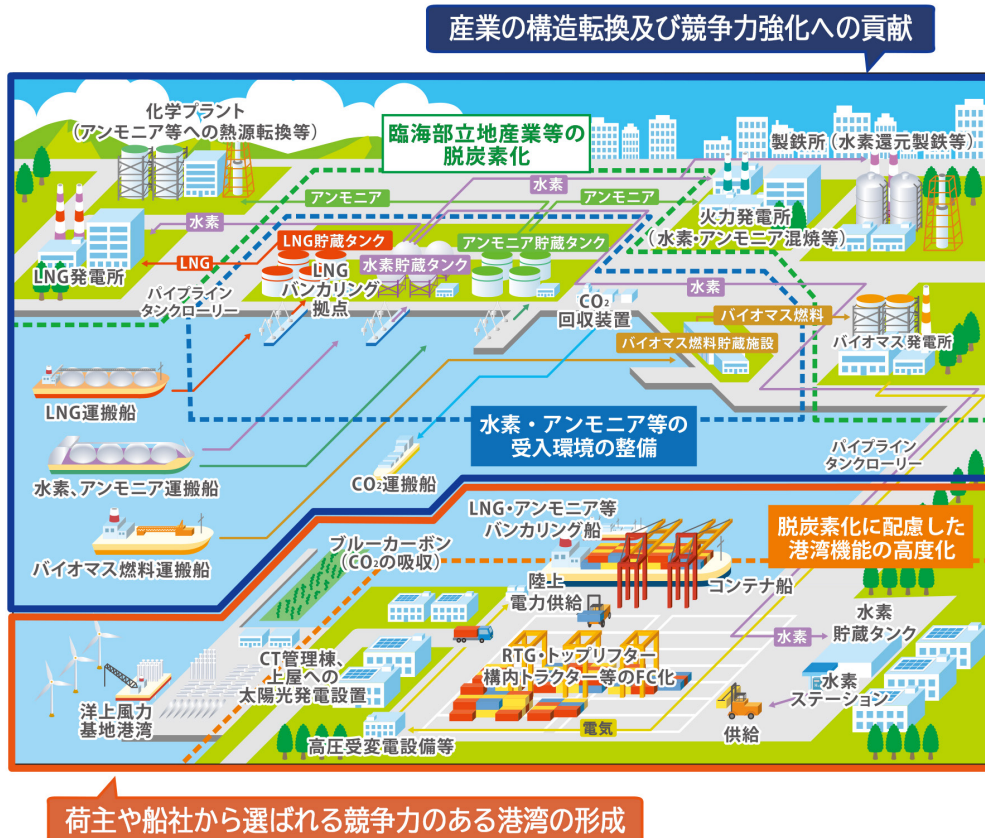 産業の構造転換及び競争力強化への貢献
化学プラント
(アンモニア等への熱源転換等)
臨海部立地産業等の
脱炭素化
製鉄所(水素還元製鉄等)
アンモニア
水素
アンモニア
火力発電所
(水素・アンモニア混焼等)
水素
LNG発電所
LNG
LNG貯蔵タンク
水素貯蔵タンク
アンモニア貯蔵タンク
LNG
バンカリング
拠点
パイプライン
タンクローリー
CO2
回収装置
水素
バイオマス燃料
バイオマス燃料貯蔵施設
バイオマス発電所
LNG運搬船
水素・アンモニア等の
受入環境の整備
パイプライン
タンクローリー
水素、アンモニア運搬船
CO2運搬船
バイオマス燃料運搬船
LNG・アンモニア等
バンカリング船
脱炭素化に配慮した
港湾機能の高度化
ブルーカーボン
(CO2の吸収)
陸上
電力供給
コンテナ船
水素
貯蔵タンク
水素
CT管理棟、
上屋への
太陽光発電設置
RTG・トップリフター
構内トラクター等のFC化
水素
ステーション
洋上風力
基地港湾
高圧受変電設備等
電気
供給
荷主や船社から選ばれる競争力のある港湾の形成